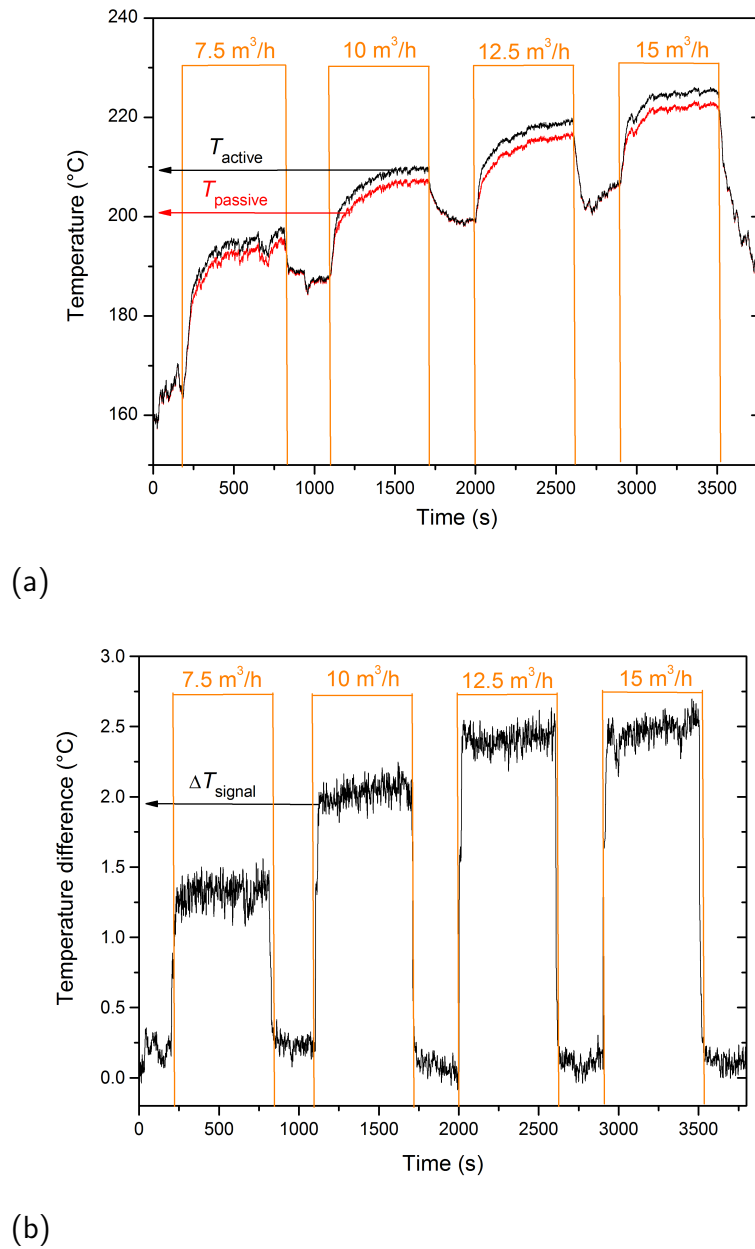 240
220
200
180
160
Temperature (°C)
7.5 m³/h
10 m³/h
12.5 m³/h
15 m³/h
T_active
T_passive
0
500
1000
1500
2000
2500
3000
3500
Time (s)
(a)
3.0
2.5
2.0
1.5
1.0
0.5
0.0
Temperature difference (°C)
7.5 m³/h
10 m³/h
12.5 m³/h
15 m³/h
ΔT_signal
0
500
1000
1500
2000
2500
3000
3500
Time (s)
(b)